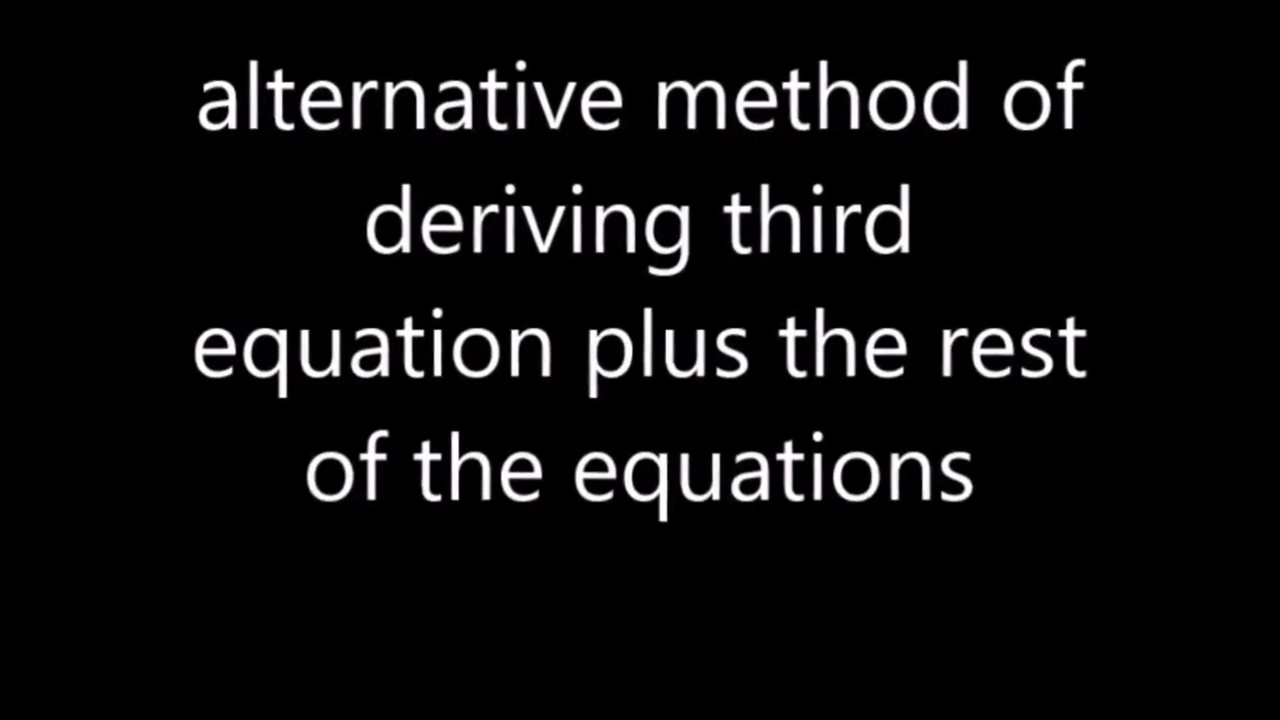 alternative method of
deriving third
equation plus the rest
of the equations